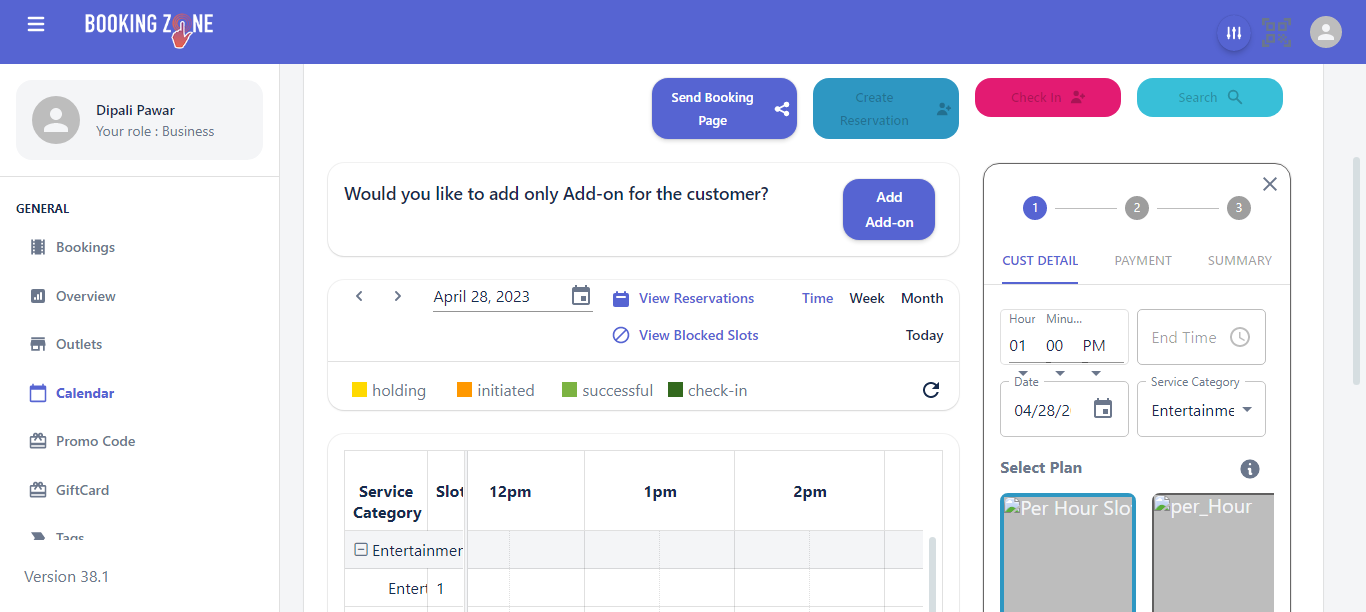 BOOKING ZONE
Dipali Pawar
Your role : Business
GENERAL
Bookings
Overview
Outlets
Calendar
Promo Code
GiftCard
Tags
Version 38.1
Send Booking
Page
Create
Reservation
Check In
Search
Would you like to add only Add-on for the customer?
Add
Add-on
April 28, 2023
View Reservations
Time Week Month
View Blocked Slots
Today
holding initiated successful check-in
Service
Category
Slot
12pm 1pm 2pm
Entertainmer
Entert 1
1 2 3
CUST DETAIL PAYMENT SUMMARY
Hour Minu...
01 00 PM
End Time
Date
04/28/2
Service Category
Entertainme
Select Plan
Per Hour Slo
per_Hour